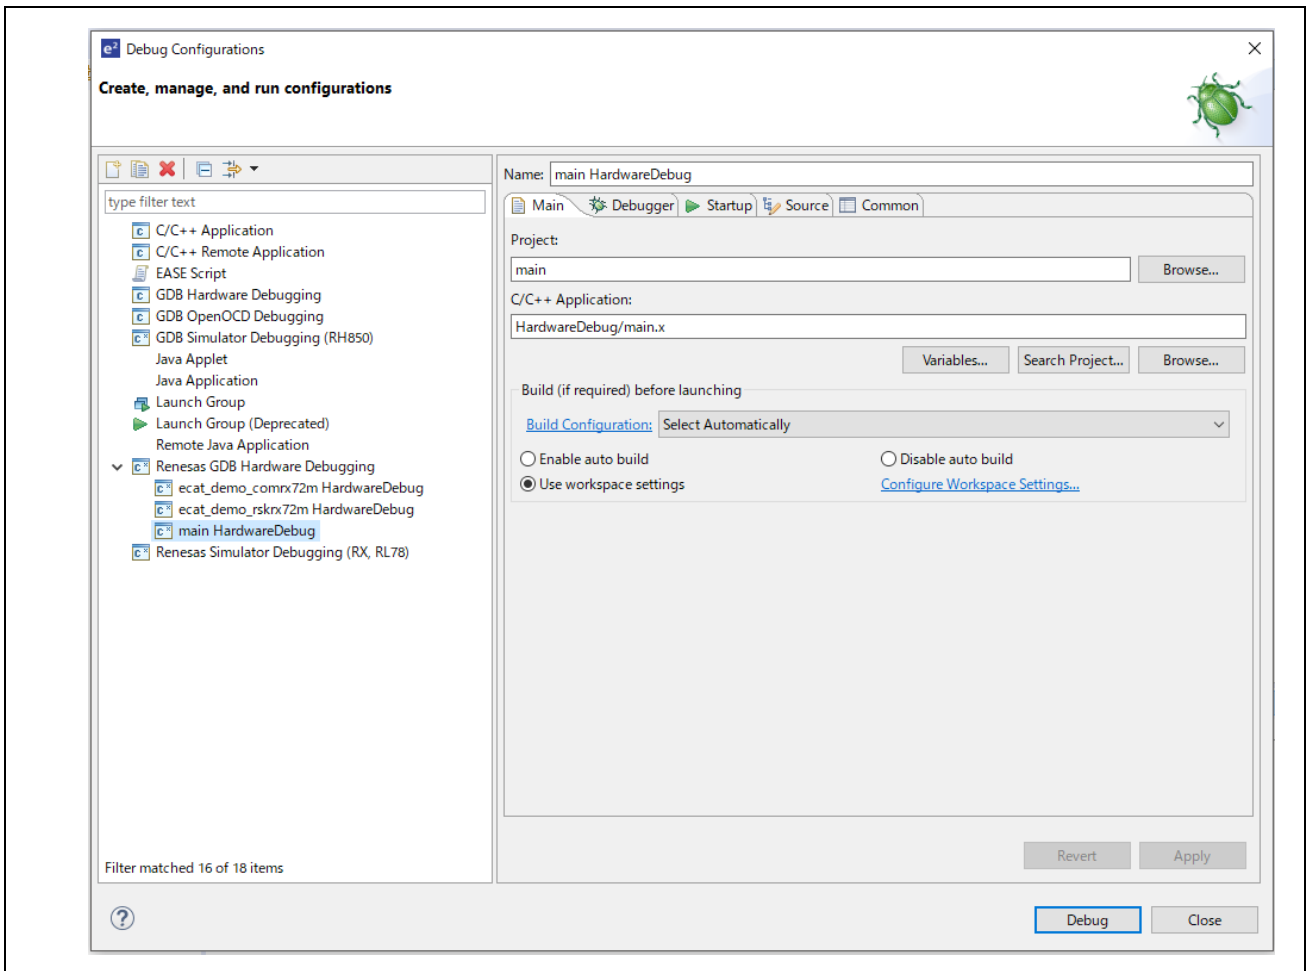 e² Debug Configurations
Create, manage, and run configurations
type filter text
C/C++ Application
C/C++ Remote Application
EASE Script
GDB Hardware Debugging
GDB OpenOCD Debugging
GDB Simulator Debugging (RH850)
Java Applet
Java Application
Launch Group
Launch Group (Deprecated)
Remote Java Application
Renesas GDB Hardware Debugging
ecat_demo_comrx72m HardwareDebug
ecat_demo_rskrx72m HardwareDebug
main HardwareDebug
Renesas Simulator Debugging (RX, RL78)
Filter matched 16 of 18 items
Name: main HardwareDebug
Main Debugger Startup Source Common
Project:
main Browse...
C/C++ Application:
HardwareDebug/main.x
Variables... Search Project... Browse...
Build (if required) before launching
Build Configuration: Select Automatically
Enable auto build Disable auto build
Use workspace settings Configure Workspace Settings...
Revert Apply
? Debug Close